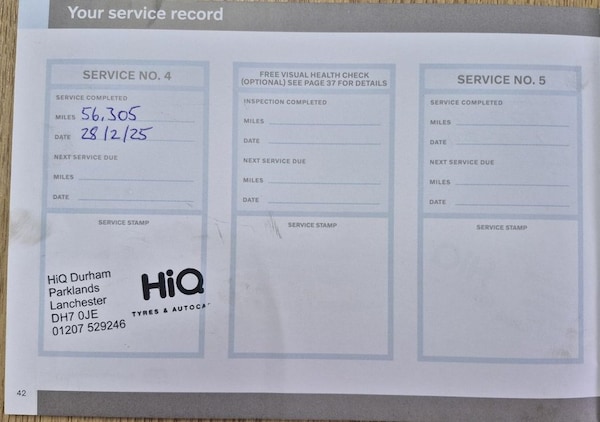 Your service record
SERVICE NO. 4
SERVICE COMPLETED
MILES 56,305
DATE 28/2/25
NEXT SERVICE DUE
MILES
DATE
SERVICE STAMP
HiQ Durham
Parklands
Lanchester
DH7 0JE
01207 529246
HiQ
TYRES & AUTOCA
FREE VISUAL HEALTH CHECK
(OPTIONAL) SEE PAGE 37 FOR DETAILS
INSPECTION COMPLETED
MILES
DATE
NEXT SERVICE DUE
MILES
DATE
SERVICE STAMP
SERVICE NO. 5
SERVICE COMPLETED
MILES
DATE
NEXT SERVICE DUE
MILES
DATE
SERVICE STAMP
42